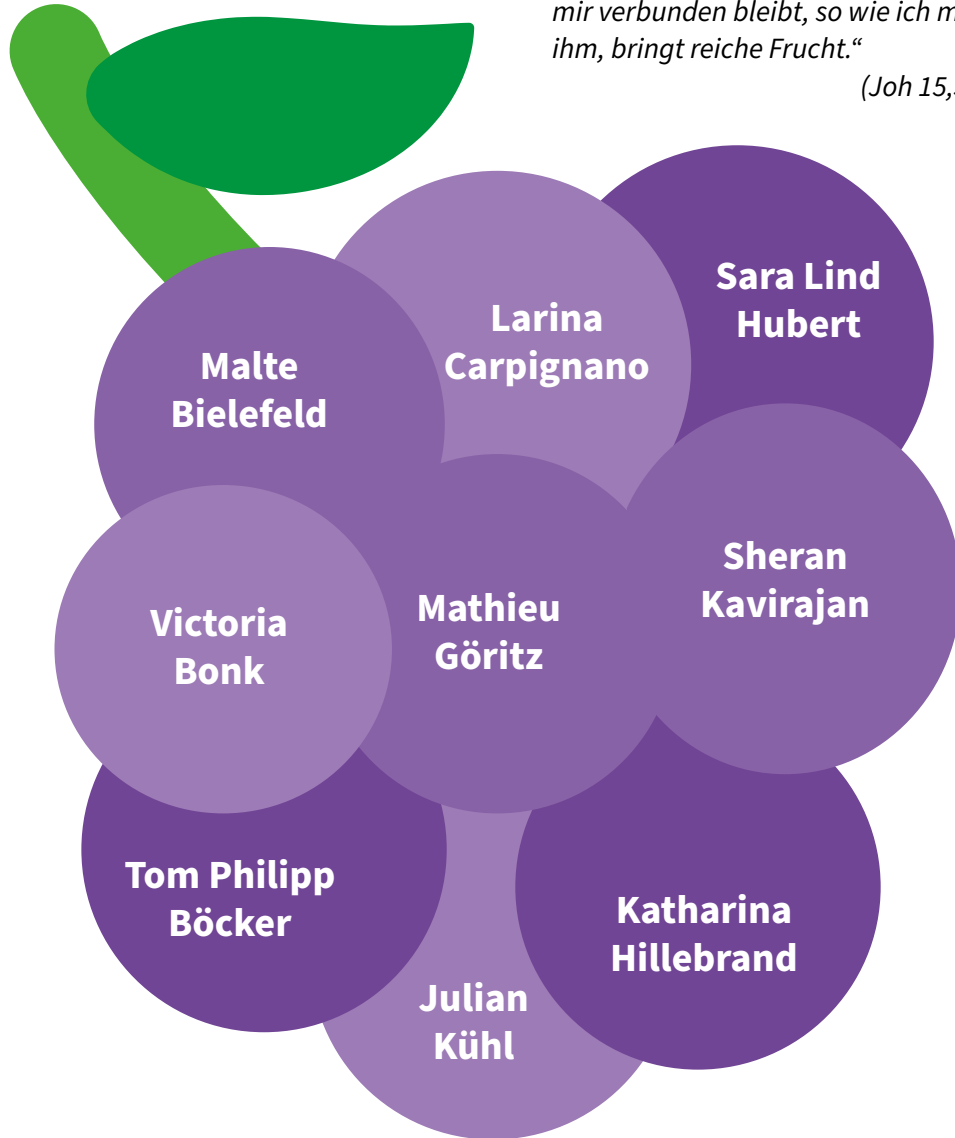 mir verbunden bleibt, so wie ich
ihm, bringt reiche Frucht.“
(Joh 15,
Sara Lind
Hubert
Larina
Carpignano
Malte
Bielefeld
Sheran
Kavirajan
Mathieu
Göritz
Victoria
Bonk
Tom Philipp
Böcker
Katharina
Hillebrand
Julian
Kühl